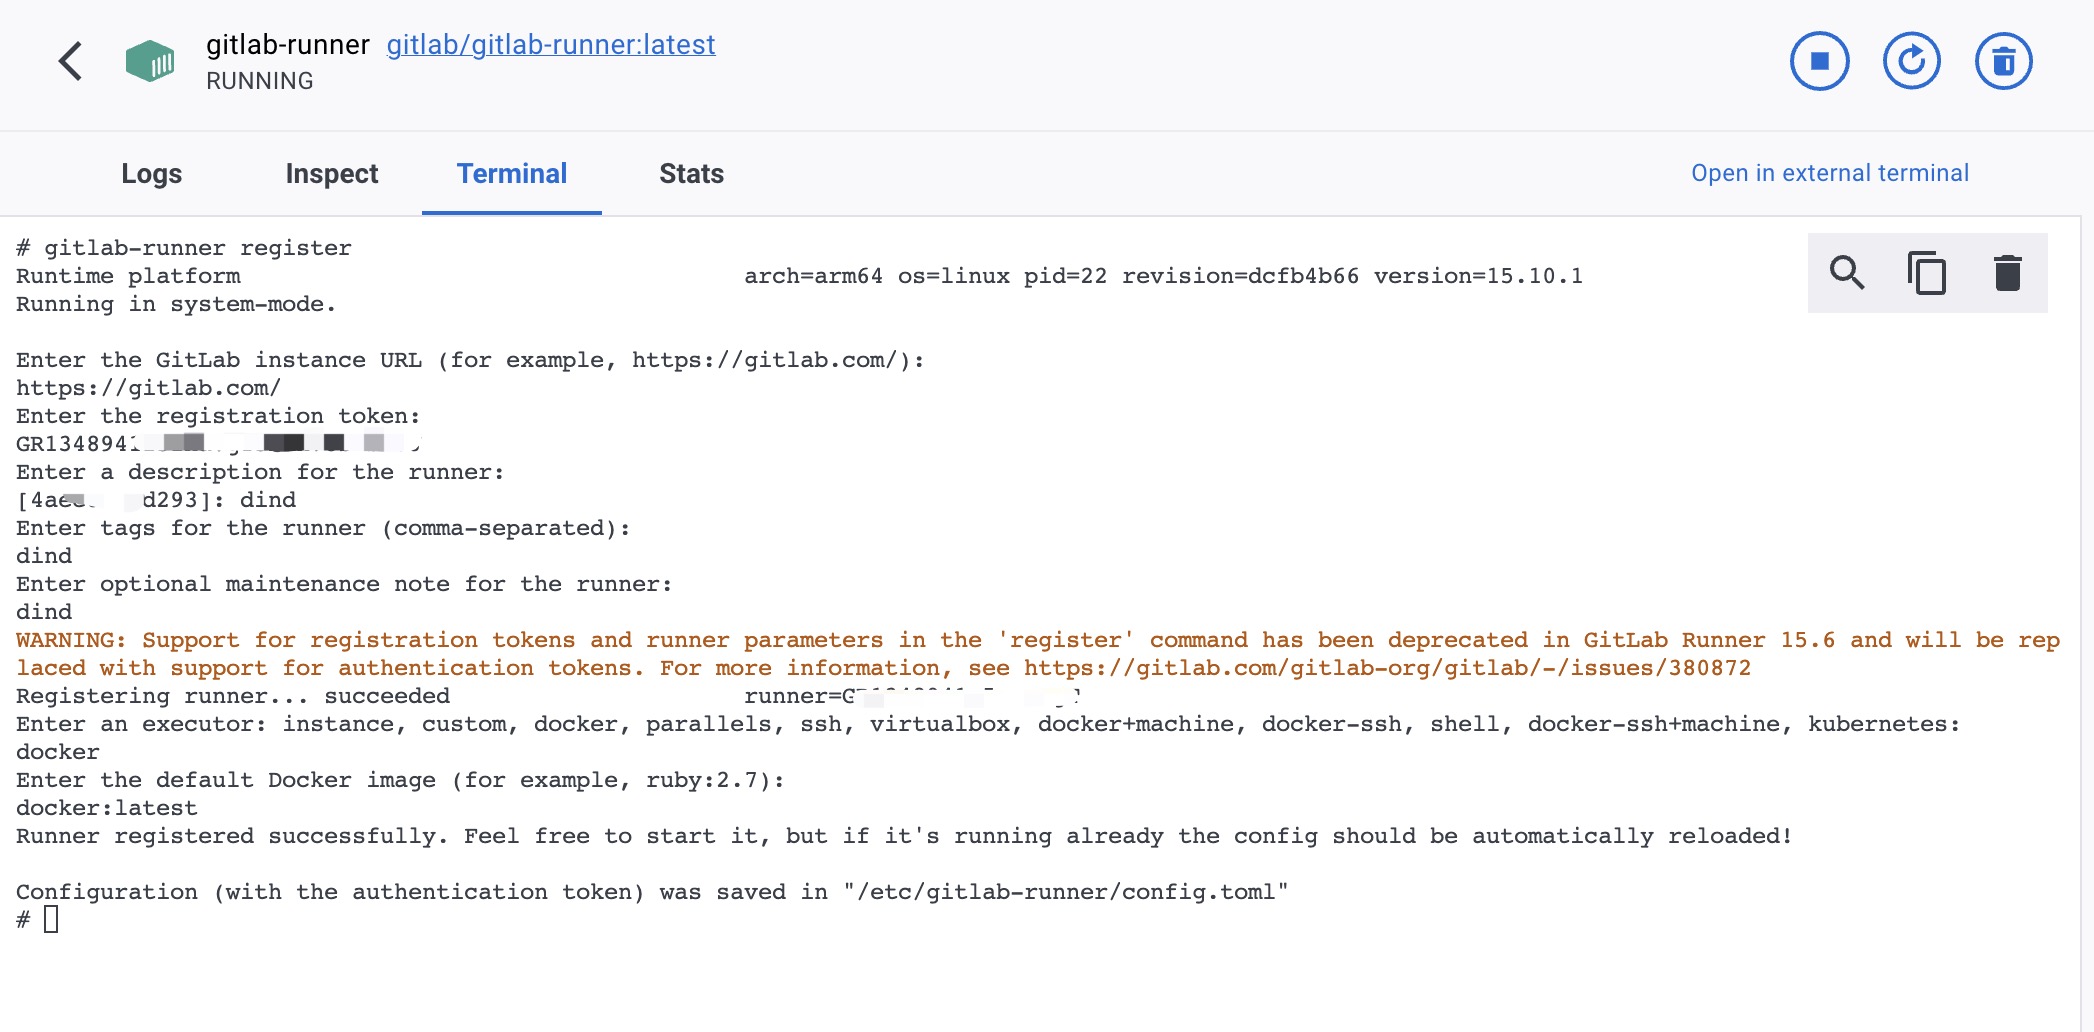 gitlab-runner gitlab/gitlab-runner:latest
RUNNING
Logs Inspect Terminal Stats Open in external terminal
# gitlab-runner register
Runtime platform arch=arm64 os=linux pid=22 revision=dcfb4b66 version=15.10.1
Running in system-mode.
Enter the GitLab instance URL (for example, https://gitlab.com/):
https://gitlab.com/
Enter the registration token:
GR134894
Enter a description for the runner:
[4ae d293]: dind
Enter tags for the runner (comma-separated):
dind
Enter optional maintenance note for the runner:
dind
WARNING: Support for registration tokens and runner parameters in the 'register' command has been deprecated in GitLab Runner 15.6 and will be rep
laced with support for authentication tokens. For more information, see https://gitlab.com/gitlab-org/gitlab/-/issues/380872
Registering runner... succeeded runner=G
Enter an executor: instance, custom, docker, parallels, ssh, virtualbox, docker+machine, docker-ssh, shell, docker-ssh+machine, kubernetes:
docker
Enter the default Docker image (for example, ruby:2.7):
docker:latest
Runner registered successfully. Feel free to start it, but if it's running already the config should be automatically reloaded!
Configuration (with the authentication token) was saved in "/etc/gitlab-runner/config.toml"
#